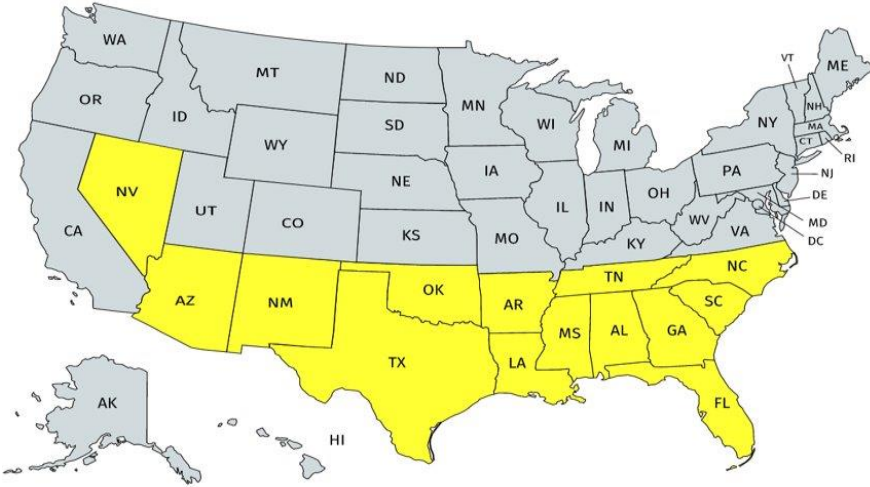 WA
MT
ND
MN
VT
ME
OR
ID
SD
WI
MI
NY
NH
MA
CT
RI
WY
IA
PA
NJ
NE
OH
DE
NV
UT
CO
IL
IN
WV
MD
CA
KS
MO
KY
VA
DC
TN
NC
AZ
NM
OK
AR
SC
MS
AL
GA
TX
LA
FL
AK
HI